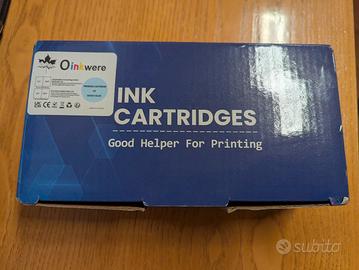 Oinkwere
INK
CARTRIDGES
Good Helper For Printing
subito